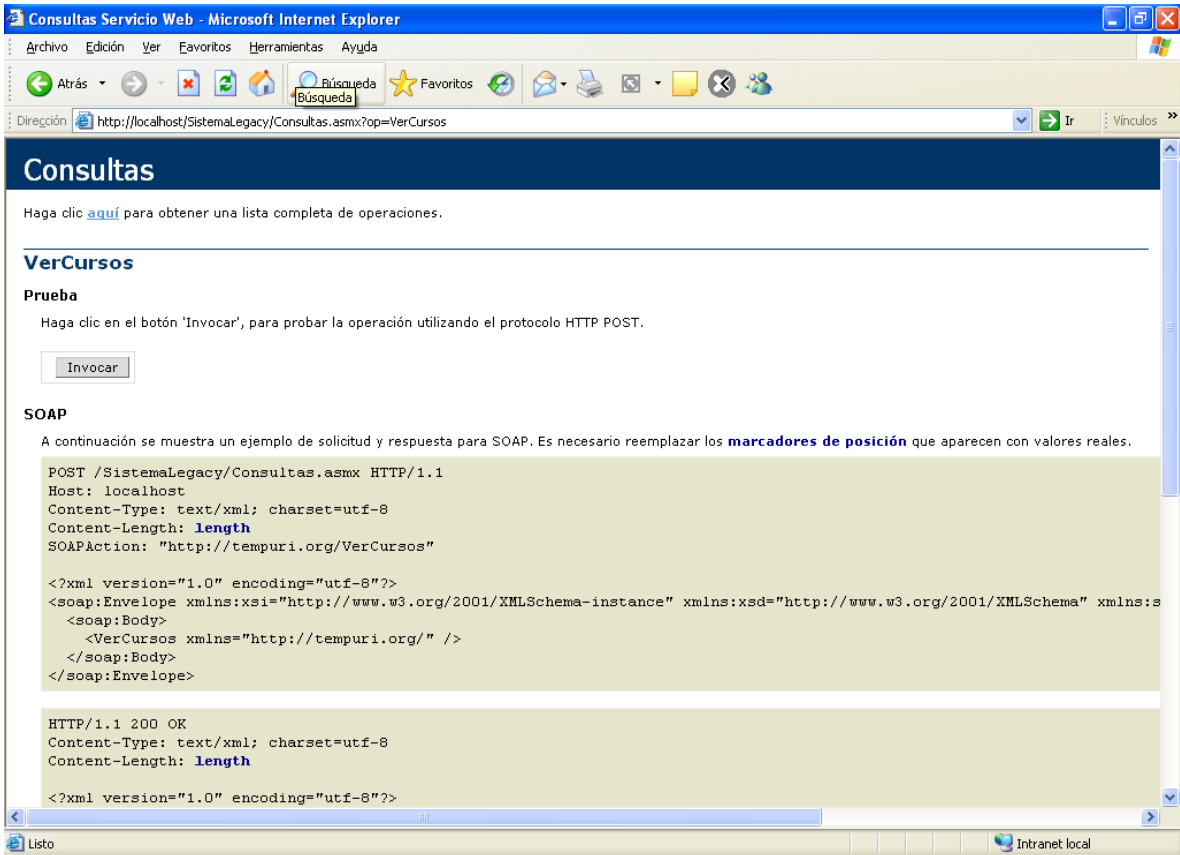 Consultas Servicio Web - Microsoft Internet Explorer
Archivo Edición Ver Favoritos Herramientas Ayuda
Atrás Búsqueda Favoritos
Búsqueda
Dirección http://localhost/SistemaLegacy/Consultas.asmx?op=VerCursos Ir Vínculos »
Consultas
Haga clic aquí para obtener una lista completa de operaciones.
VerCursos
Prueba
Haga clic en el botón 'Invocar', para probar la operación utilizando el protocolo HTTP POST.
Invocar
SOAP
A continuación se muestra un ejemplo de solicitud y respuesta para SOAP. Es necesario reemplazar los marcadores de posición que aparecen con valores reales.
POST /SistemaLegacy/Consultas.asmx HTTP/1.1
Host: localhost
Content-Type: text/xml; charset=utf-8
Content-Length: length
SOAPAction: "http://tempuri.org/VerCursos"
<?xml version="1.0" encoding="utf-8"?>
<soap:Envelope xmlns:xsi="http://www.w3.org/2001/XMLSchema-instance" xmlns:xsd="http://www.w3.org/2001/XMLSchema" xmlns:s
<soap:Body>
<VerCursos xmlns="http://tempuri.org/" />
</soap:Body>
</soap:Envelope>
HTTP/1.1 200 OK
Content-Type: text/xml; charset=utf-8
Content-Length: length
<?xml version="1.0" encoding="utf-8"?>
Listo Intranet local